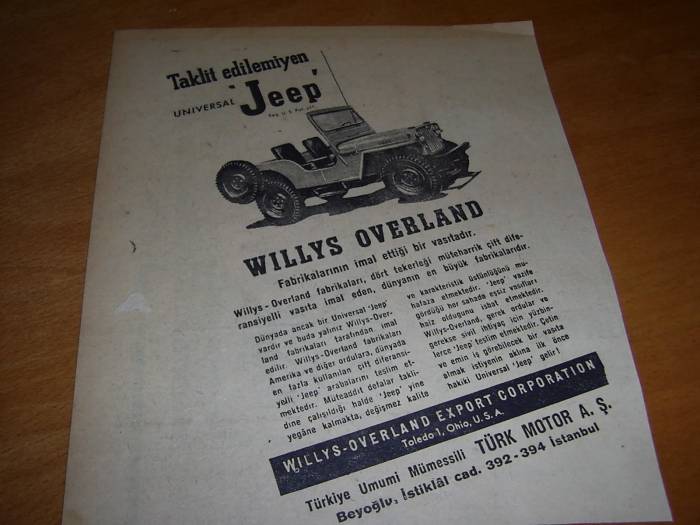 Taklit edilemiyen
UNIVERSAL 'Jeep'
Reg. U. S. Pat. Off.
WILLYS OVERLAND
Fabrikalarının imal ettiği bir vasıtadır.
Willys-Overland fabrikaları, dört tekerleği müteharrik çift dife-
ransiyelli vasıta imal eden, dünyanın en büyük fabrikalarıdır.
Dünyada ancak bir Universal 'Jeep'
vardır ve buda yalınız Willys-Over-
land fabrikaları tarafından imal
edilir. Willys-Overland fabrikaları
Amerika ve diğer ordulara, dünyada
en fazla kullanılan çift diferansi-
yelli 'Jeep' arabalarını teslim et-
mektedir. Müteaddit defalar takli-
dine çalışıldığı halde 'Jeep' yine
yegâne kalmakta, değişmez kalite
ve karakteristik üstünlüğünü mu-
hafaza etmektedir. 'Jeep' vazife
gördüğü her sahada eşsiz vasıfları
haiz olduğunu isbat etmektedir.
Willys-Overland, gerek ordular ve
gerekse sivil ihtiyaç için yüzbin-
lerce 'Jeep' teslim etmektedir. Çetin
ve emin iş görebilecek bir vasıta
almak istiyenin aklına ilk önce
hakikî Universal 'Jeep' gelir!
WILLYS-OVERLAND EXPORT CORPORATION
Toledo-1, Ohio, U.S.A.
Türkiye Umumî Mümessili TÜRK MOTOR A. Ş.
Beyoğlu, İstiklâl cad. 392-394 İstanbul